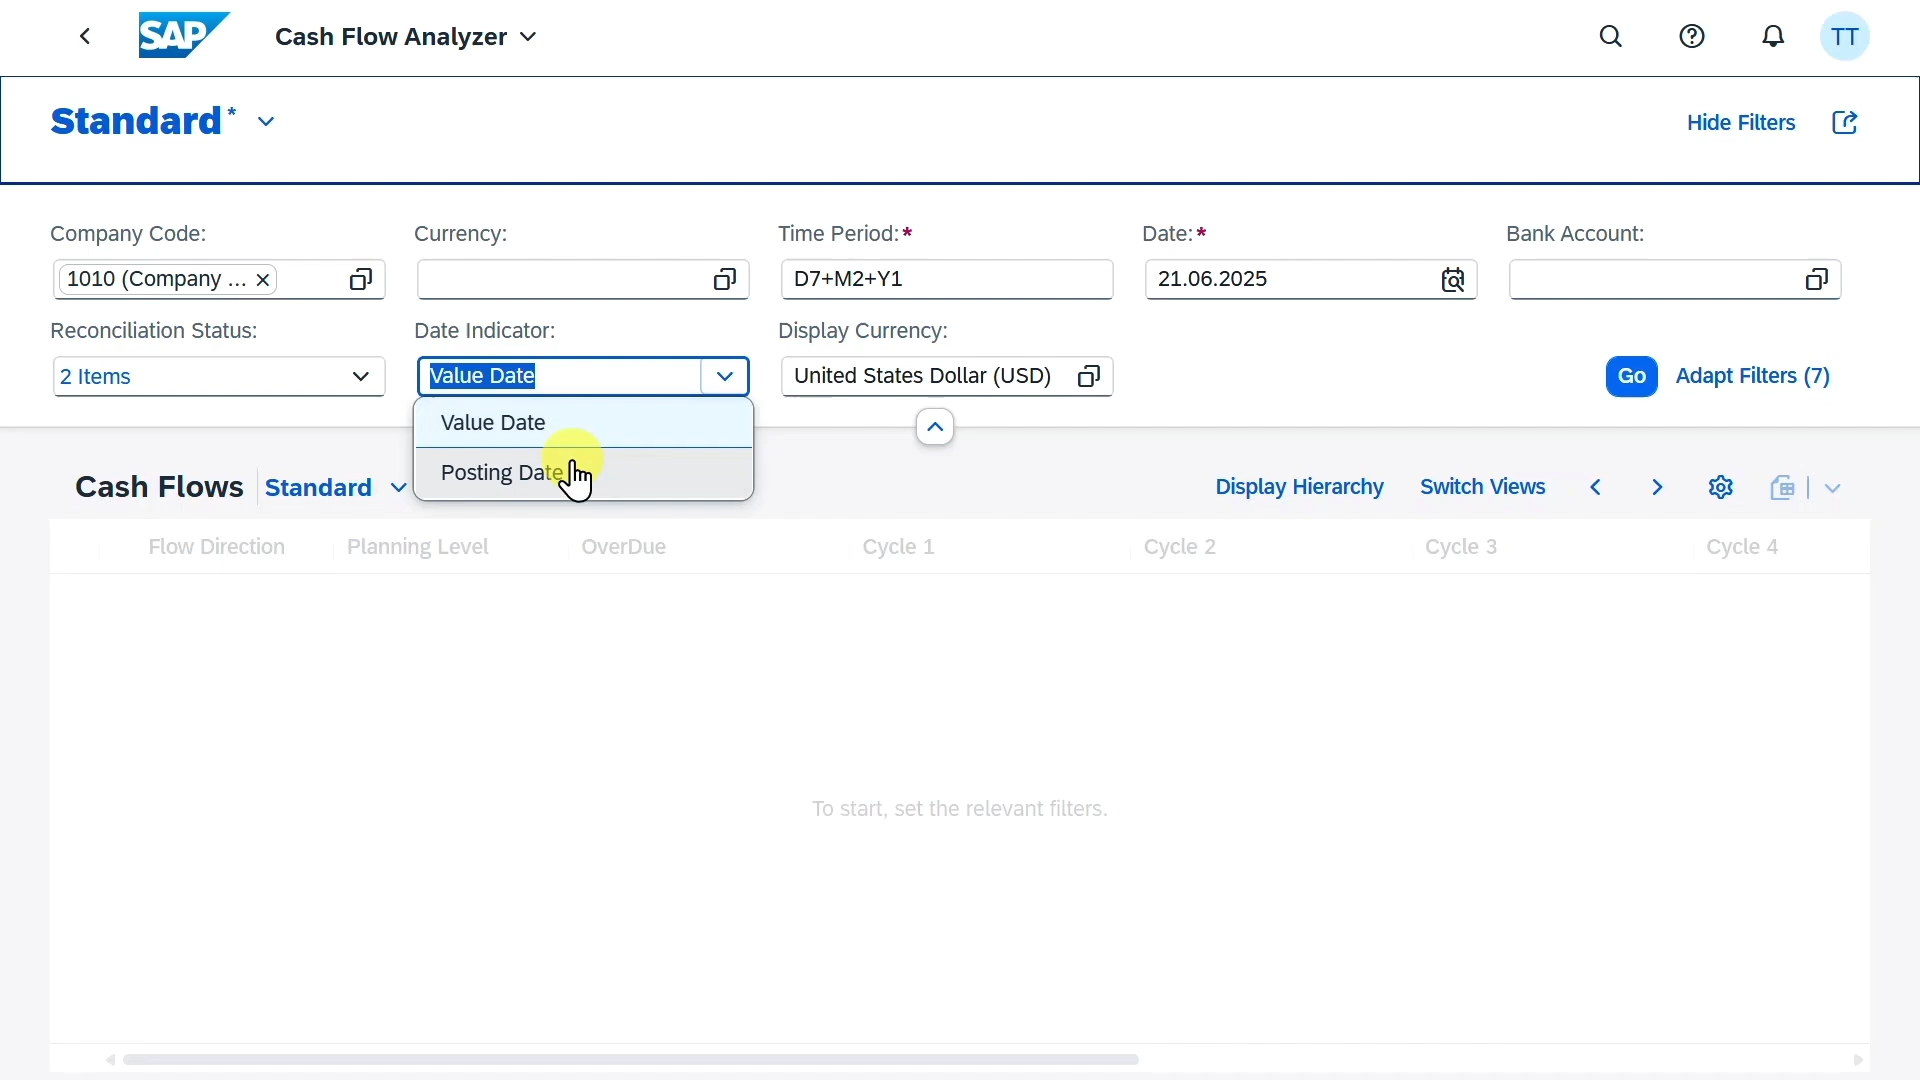 SAP Cash Flow Analyzer TT
Standard* Hide Filters
Company Code: Currency: Time Period:* Date:* Bank Account:
1010 (Company ... D7+M2+Y1 21.06.2025
Reconciliation Status: Date Indicator: Display Currency:
2 Items Value Date United States Dollar (USD) Go Adapt Filters (7)
Value Date
Posting Date
Cash Flows Standard Display Hierarchy Switch Views
Flow Direction Planning Level OverDue Cycle 1 Cycle 2 Cycle 3 Cycle 4
To start, set the relevant filters.